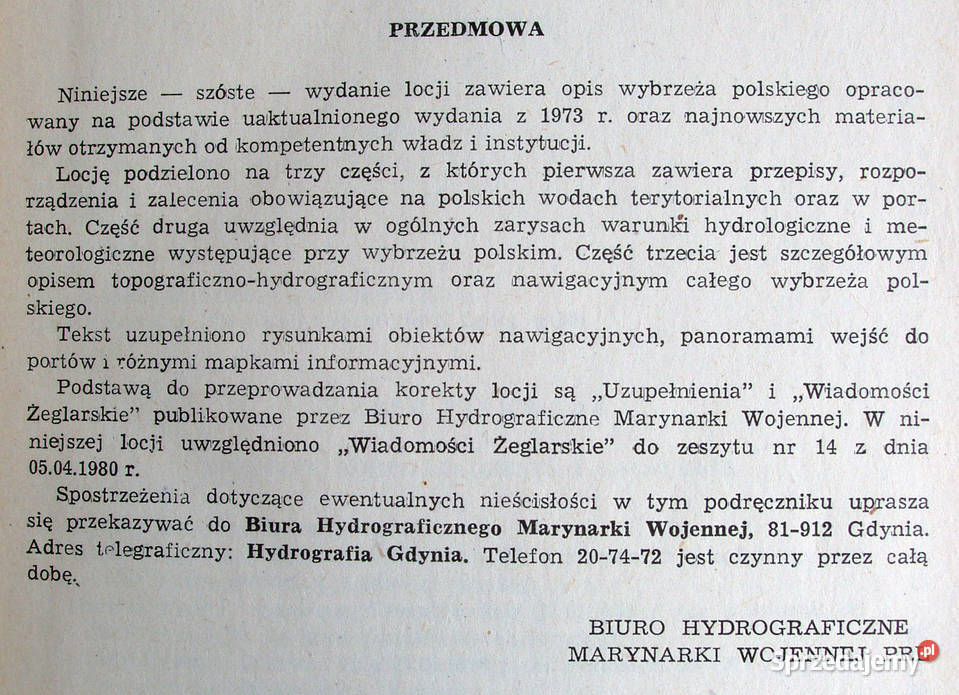 PRZEDMOWA
Niniejsze — szóste — wydanie locji zawiera opis wybrzeża polskiego opraco-
wany na podstawie uaktualnionego wydania z 1973 r. oraz najnowszych materia-
łów otrzymanych od kompetentnych władz i instytucji.
Locję podzielono na trzy części, z których pierwsza zawiera przepisy, rozpo-
rządzenia i zalecenia obowiązujące na polskich wodach terytorialnych oraz w por-
tach. Część druga uwzględnia w ogólnych zarysach warunki hydrologiczne i me-
teorologiczne występujące przy wybrzeżu polskim. Część trzecia jest szczegółowym
opisem topograficzno-hydrograficznym oraz nawigacyjnym całego wybrzeża pol-
skiego.
Tekst uzupełniono rysunkami obiektów nawigacyjnych, panoramami wejść do
portów i różnymi mapkami informacyjnymi.
Podstawą do przeprowadzania korekty locji są „Uzupełnienia” i „Wiadomości
Żeglarskie” publikowane przez Biuro Hydrograficzne Marynarki Wojennej. W ni-
niejszej locji uwzględniono „Wiadomości Żeglarskie” do zeszytu nr 14 z dnia
05.04.1980 r.
Spostrzeżenia dotyczące ewentualnych nieścisłości w tym podręczniku uprasza
się przekazywać do Biura Hydrograficznego Marynarki Wojennej, 81-912 Gdynia.
Adres telegraficzny: Hydrografia Gdynia. Telefon 20-74-72 jest czynny przez całą
dobę.
BIURO HYDROGRAFICZNE
MARYNARKI WOJENNEJ PRL
Sprzedajemy.pl